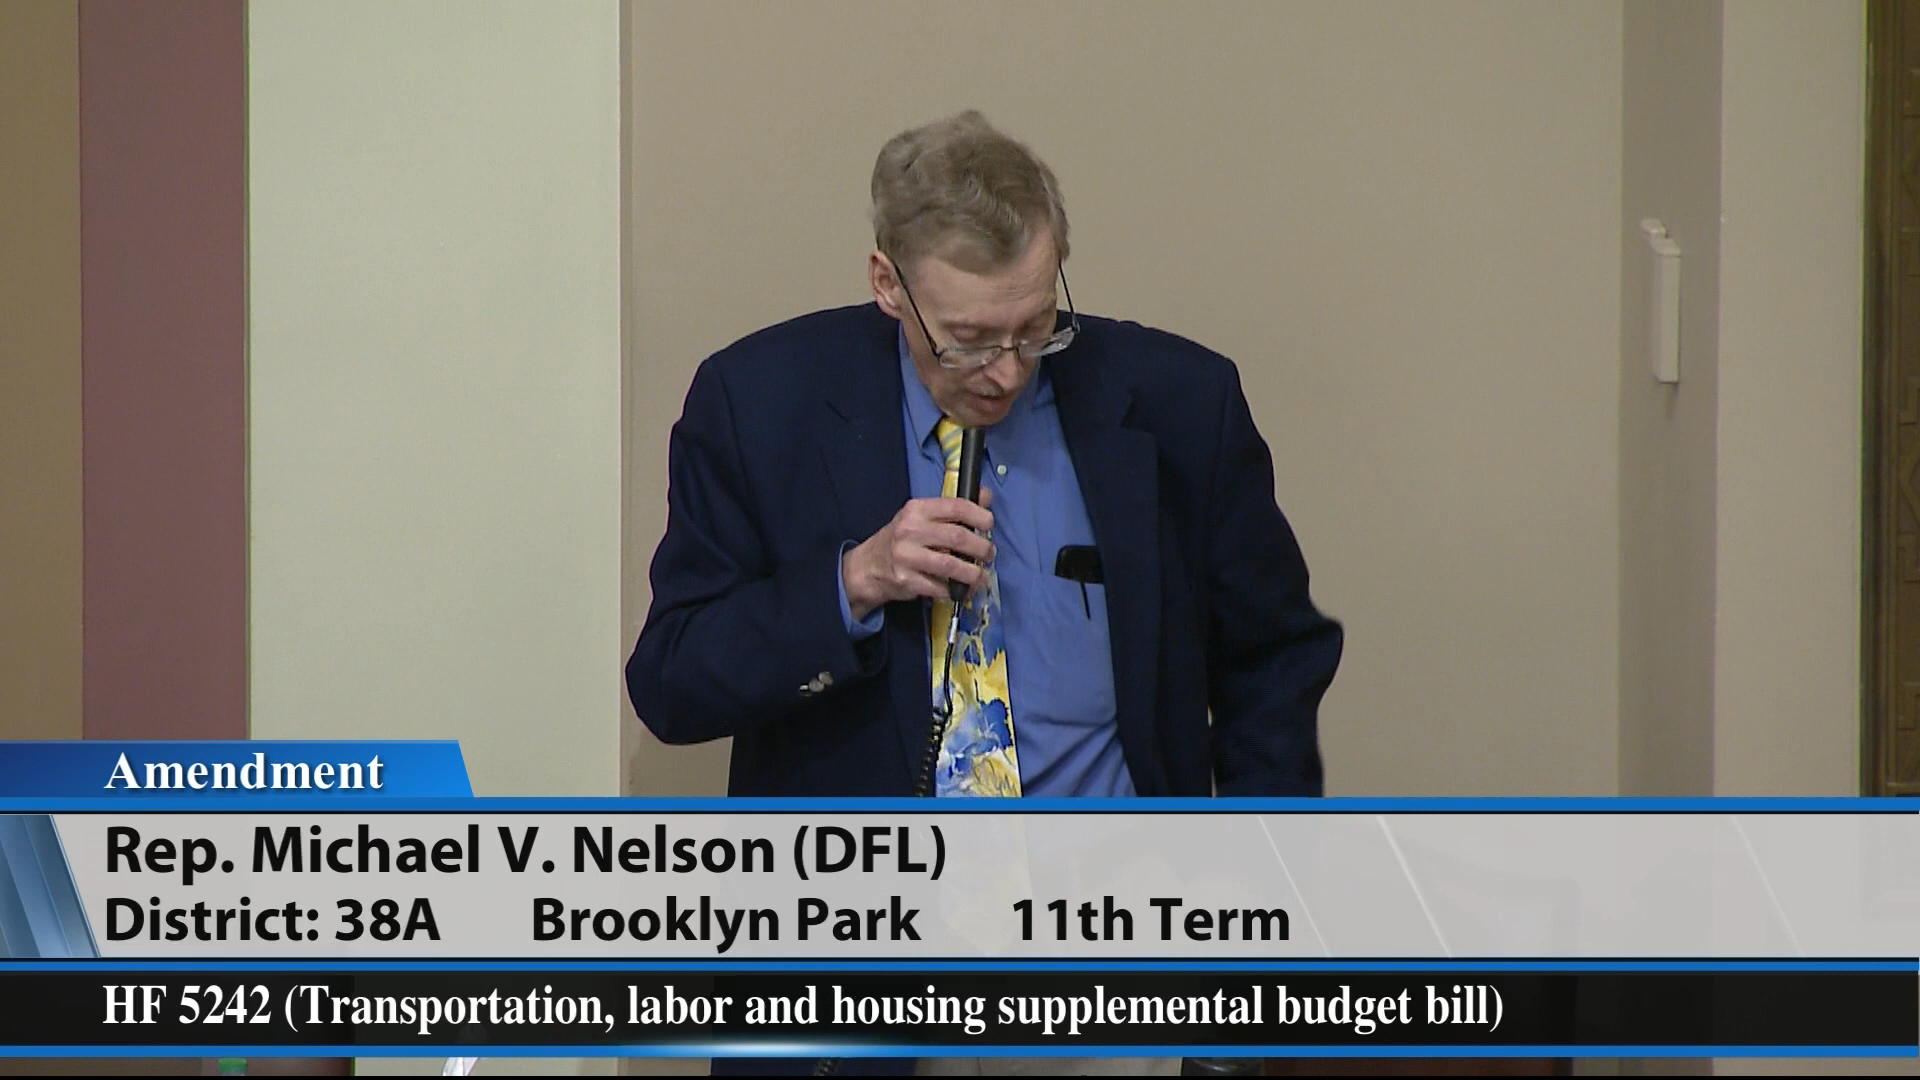 Amendment
Rep. Michael V. Nelson (DFL)
District: 38A Brooklyn Park 11th Term
HF 5242 (Transportation, labor and housing supplemental budget bill)